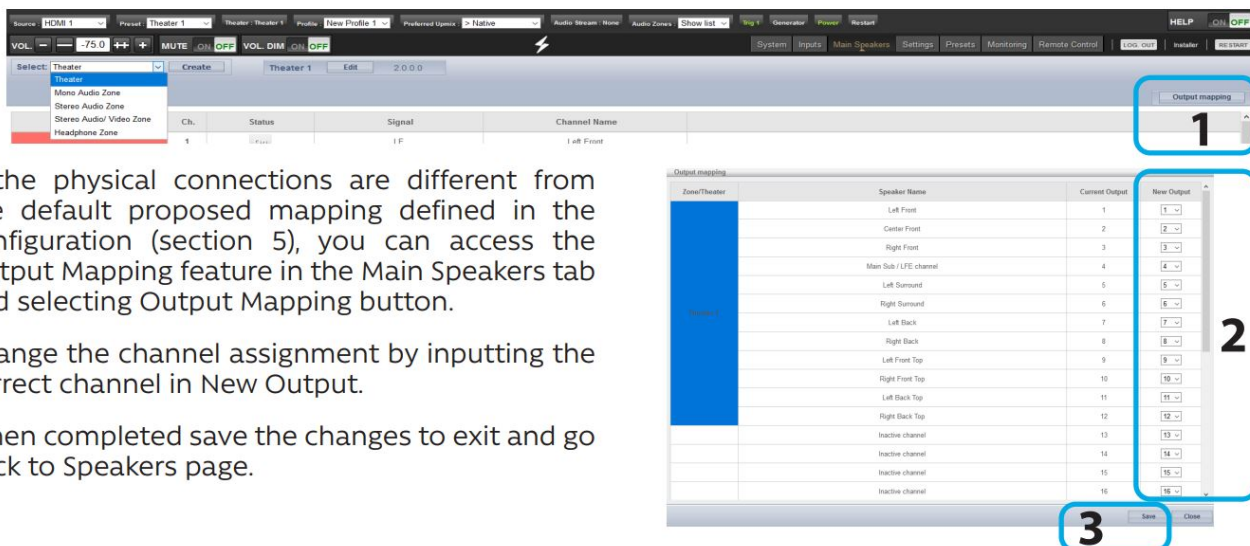 Source : HDMI 1 Preset : Theater 1 Theater : Theater 1 Profile : New Profile 1 Preferred Upmix : > Native Audio Stream : None Audio Zones : Show list Sig 1 Generator Power Restart HELP ON OFF
VOL. - -75.0 + MUTE ON OFF VOL. DIM ON OFF System Inputs Main Speakers Settings Presets Monitoring Remote Control LOG OUT Installer RESTART
Select: Theater Create Theater 1 Edit 2.0.0.0
Theater
Mono Audio Zone
Stereo Audio Zone
Stereo Audio/ Video Zone
Headphone Zone
Output mapping
1
Ch. Status Signal Channel Name
1 LF Left Front
the physical connections are different from
default proposed mapping defined in the
(section 5), you can access the
Mapping feature in the Main Speakers tab
selecting Output Mapping button.
the channel assignment by inputting the
channel in New Output.
completed save the changes to exit and go
to Speakers page.
Output mapping
Zone/Theater Speaker Name Current Output New Output
Left Front 1 1
Center Front 2 2
Right Front 3 3
Main Sub / LFE channel 4 4
Left Surround 5 5
Right Surround 6 6
Left Back 7 7
Right Back 8 8
Left Front Top 9 9
Right Front Top 10 10
Left Back Top 11 11
Right Back Top 12 12
Inactive channel 13 13
Inactive channel 14 14
Inactive channel 15 15
Inactive channel 16 16
2
3
Save Close